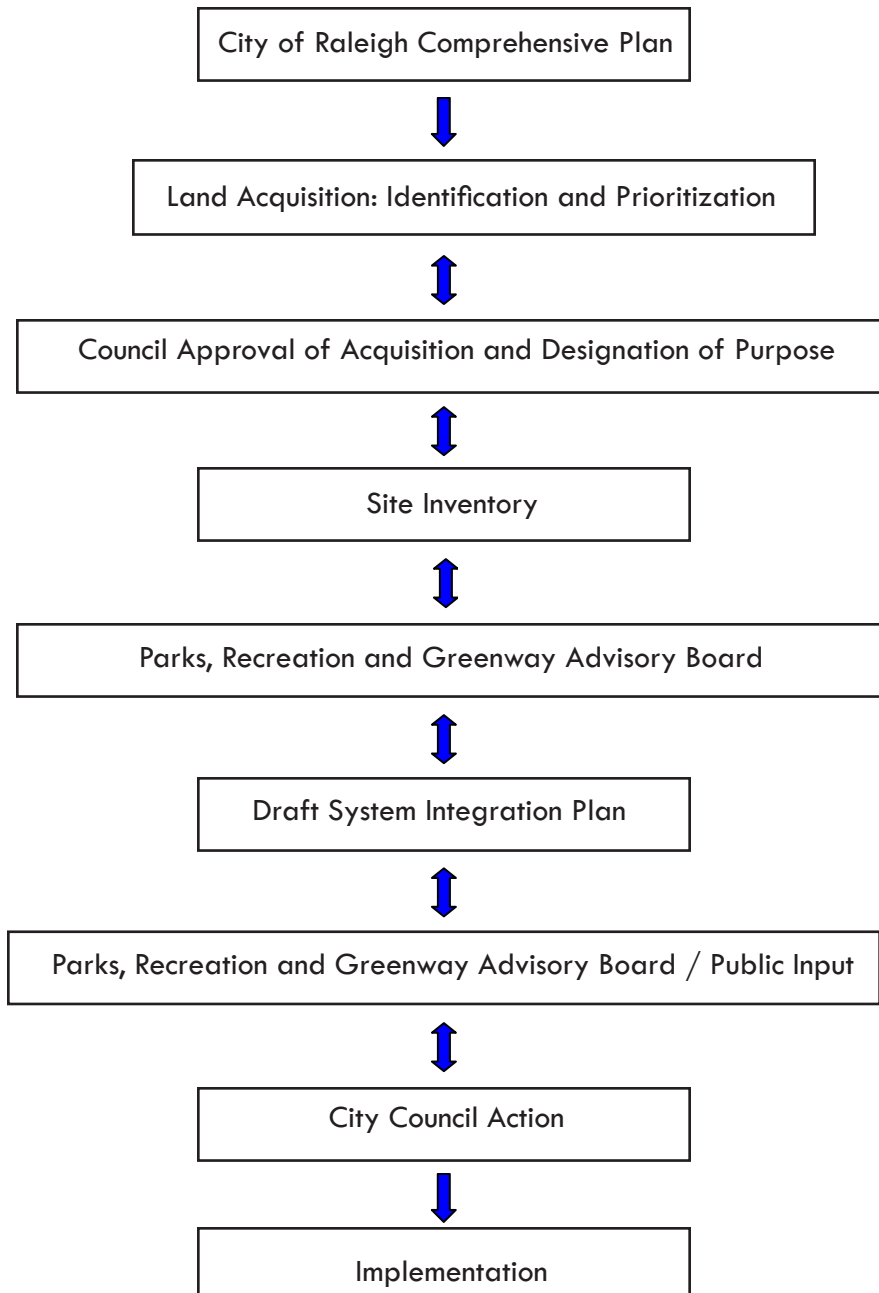 City of Raleigh Comprehensive Plan
Land Acquisition: Identification and Prioritization
Council Approval of Acquisition and Designation of Purpose
Site Inventory
Parks, Recreation and Greenway Advisory Board
Draft System Integration Plan
Parks, Recreation and Greenway Advisory Board / Public Input
City Council Action
Implementation